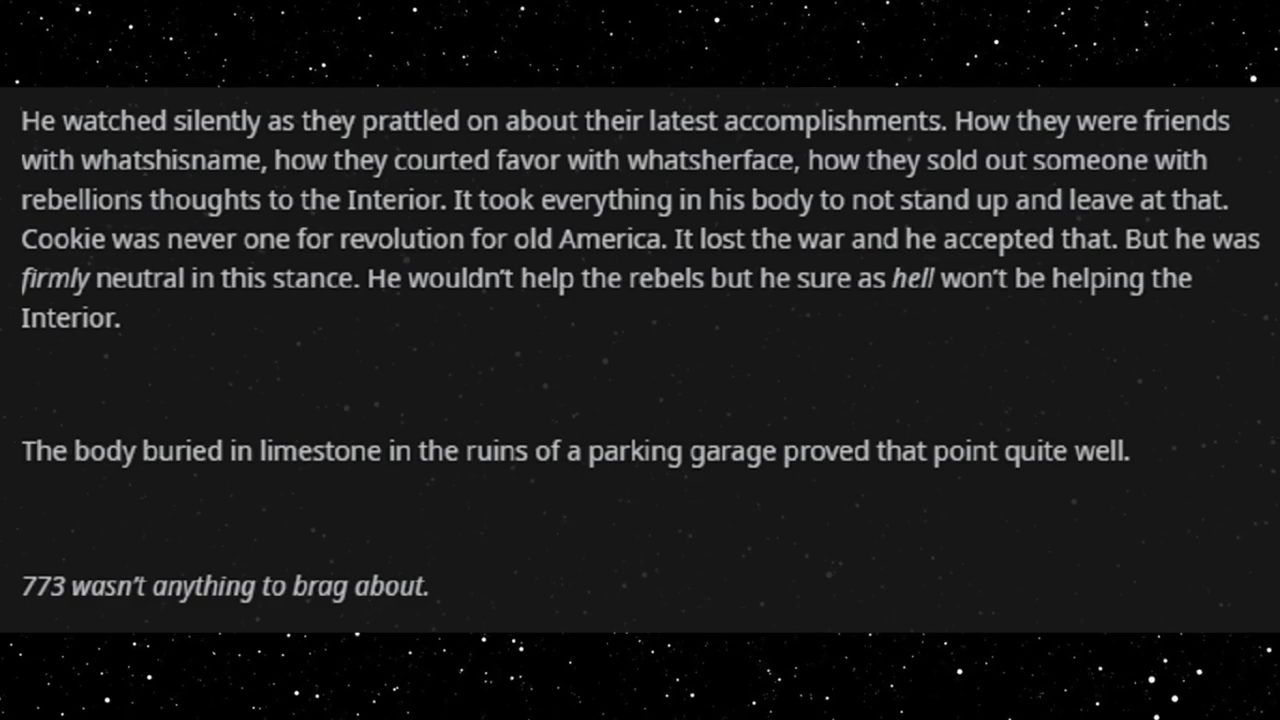 He watched silently as they prattled on about their latest accomplishments. How they were friends
with whatshisname, how they courted favor with whatsherface, how they sold out someone with
rebellions thoughts to the Interior. It took everything in his body to not stand up and leave at that.
Cookie was never one for revolution for old America. It lost the war and he accepted that. But he was
firmly neutral in this stance. He wouldn't help the rebels but he sure as hell won't be helping the
Interior.
The body buried in limestone in the ruins of a parking garage proved that point quite well.
773 wasn't anything to brag about.